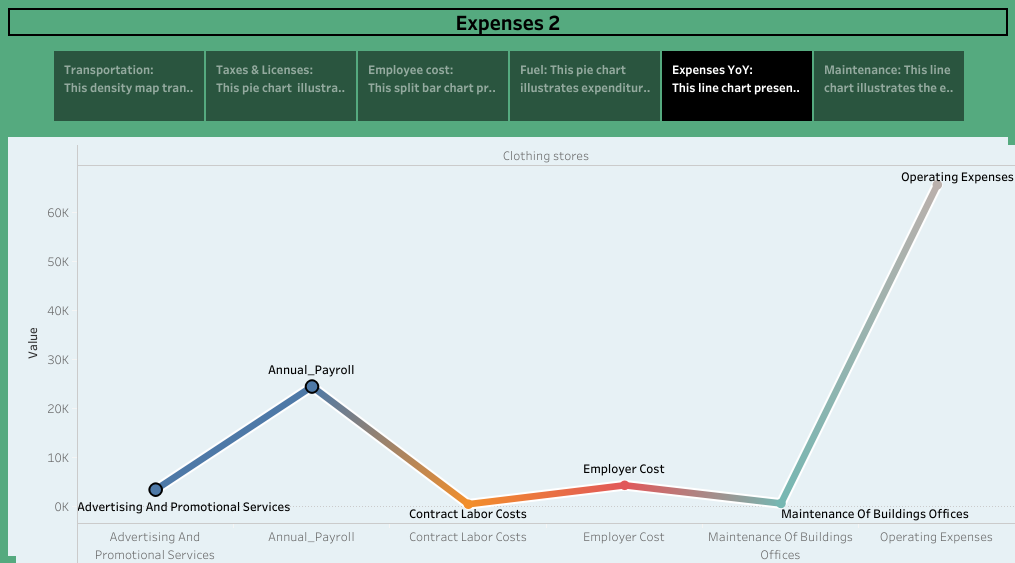 Expenses 2
Transportation:
This density map tran..
Taxes & Licenses:
This pie chart  illustra..
Employee cost:
This split bar chart pr..
Fuel: This pie chart
illustrates expenditur..
Expenses YoY:
This line chart presen..
Maintenance: This line
chart illustrates the e..
Clothing stores
Operating Expenses
60K
50K
40K
30K
20K
10K
0K
Value
Annual_Payroll
Employer Cost
Advertising And Promotional Services
Contract Labor Costs
Maintenance Of Buildings Offices
Advertising And
Promotional Services
Annual_Payroll
Contract Labor Costs
Employer Cost
Maintenance Of Buildings
Offices
Operating Expenses